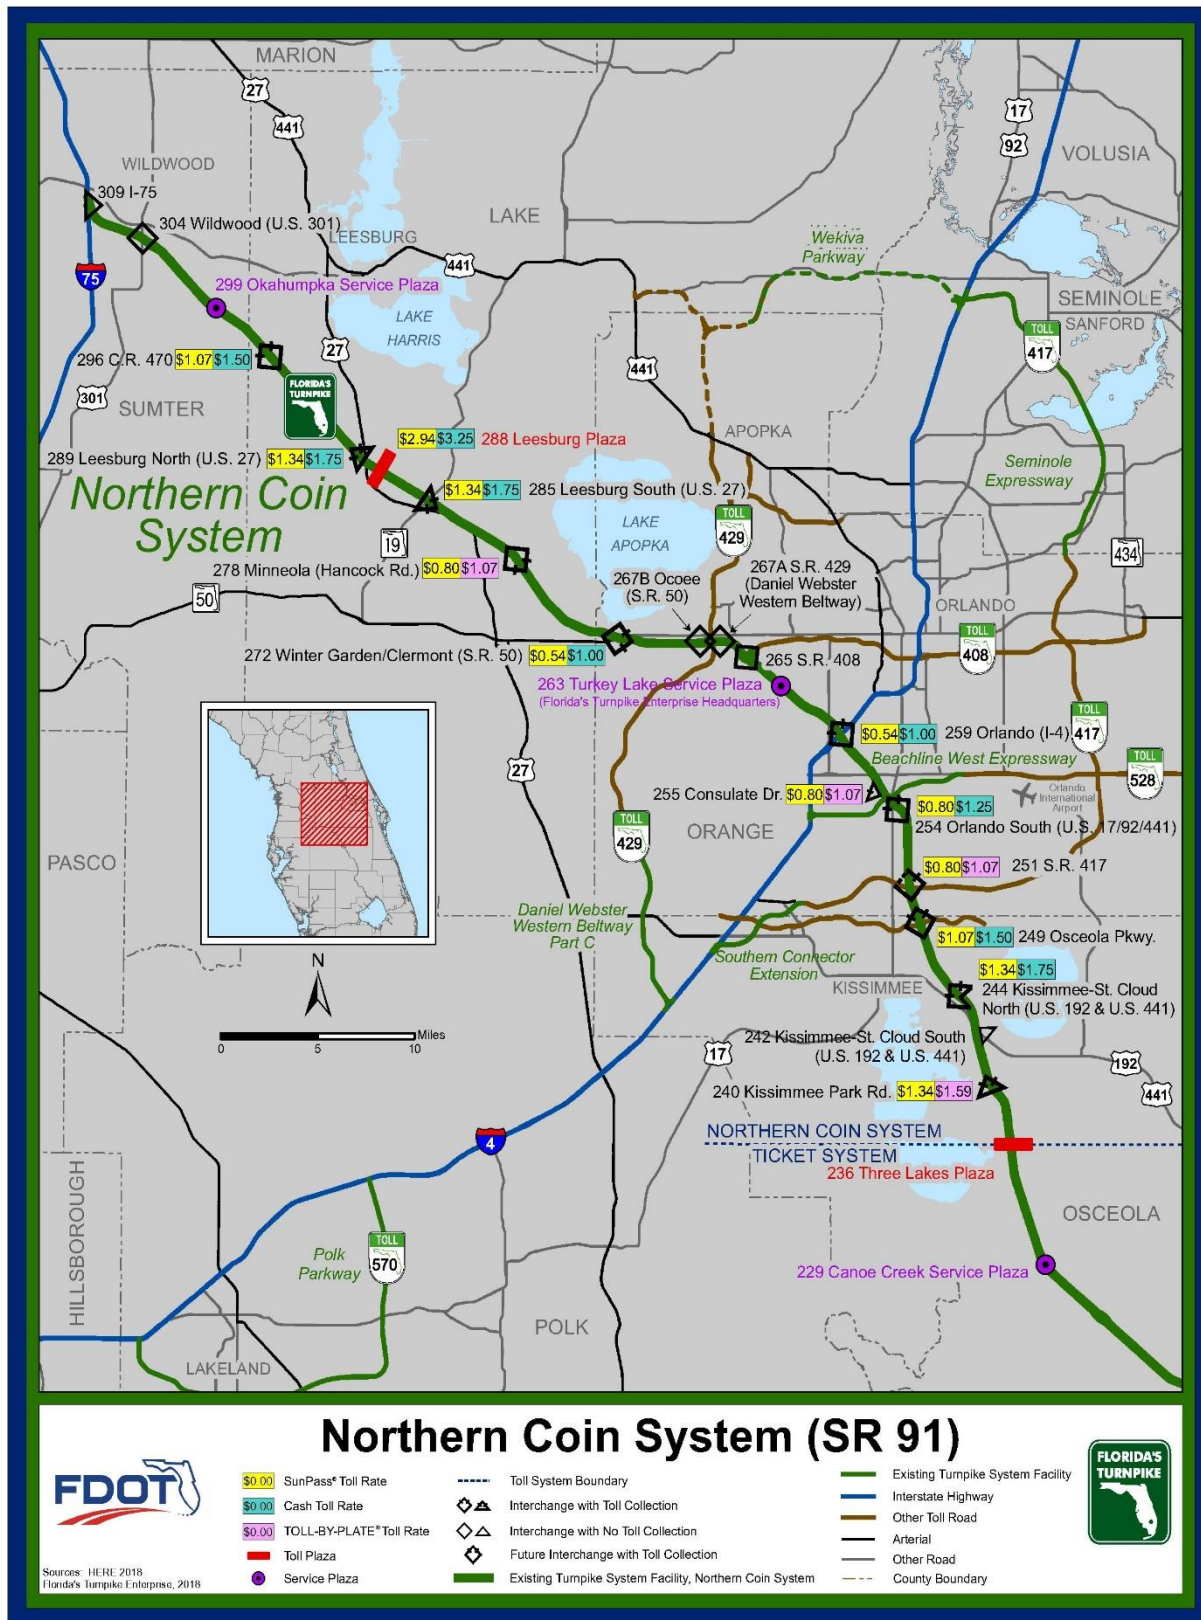 MARION
27
441
17
92
VOLUSIA
WILDWOOD
309 I-75
304 Wildwood (U.S. 301)
LAKE
LEESBURG
441
Wekiva
Parkway
75
299 Okahumpka Service Plaza
SEMINOLE
SANFORD
LAKE
HARRIS
TOLL
417
27
441
296 C.R. 470 $1.07 $1.50
FLORIDA'S
TURNPIKE
301
SUMTER
$2.94 $3.25 288 Leesburg Plaza
APOPKA
289 Leesburg North (U.S. 27) $1.34 $1.75
Seminole
Expressway
Northern Coin
System
$1.34 $1.75 285 Leesburg South (U.S. 27)
LAKE
APOPKA
TOLL
429
19
434
278 Minneola (Hancock Rd.) $0.80 $1.07
267B Ocoee
(S.R. 50)
267A S.R. 429
(Daniel Webster
Western Beltway)
50
ORLANDO
TOLL
408
272 Winter Garden/Clermont (S.R. 50) $0.54 $1.00
265 S.R. 408
263 Turkey Lake Service Plaza
(Florida's Turnpike Enterprise Headquarters)
TOLL
417
$0.54 $1.00 259 Orlando (I-4)
Beachline West Expressway
TOLL
528
27
255 Consulate Dr. $0.80 $1.07
Orlando
International
Airport
$0.80 $1.25
254 Orlando South (U.S. 17/92/441)
TOLL
429
ORANGE
PASCO
$0.80 $1.07 251 S.R. 417
Daniel Webster
Western Beltway
Part C
$1.07 $1.50 249 Osceola Pkwy.
Southern Connector
Extension
N
$1.34 $1.75
244 Kissimmee-St. Cloud
North (U.S. 192 & U.S. 441)
KISSIMMEE
Miles
0 5 10
242 Kissimmee-St. Cloud South
(U.S. 192 & U.S. 441)
17
192
441
240 Kissimmee Park Rd. $1.34 $1.59
4
NORTHERN COIN SYSTEM
TICKET SYSTEM
236 Three Lakes Plaza
HILLSBOROUGH
OSCEOLA
Polk
Parkway
TOLL
570
229 Canoe Creek Service Plaza
POLK
LAKELAND
Northern Coin System (SR 91)
FDOT
$0.00 SunPass® Toll Rate
$0.00 Cash Toll Rate
$0.00 TOLL-BY-PLATE® Toll Rate
Toll Plaza
Service Plaza
Toll System Boundary
Interchange with Toll Collection
Interchange with No Toll Collection
Future Interchange with Toll Collection
Existing Turnpike System Facility, Northern Coin System
Existing Turnpike System Facility
Interstate Highway
Other Toll Road
Arterial
Other Road
County Boundary
FLORIDA'S
TURNPIKE
Sources: HERE 2018
Florida's Turnpike Enterprise, 2018